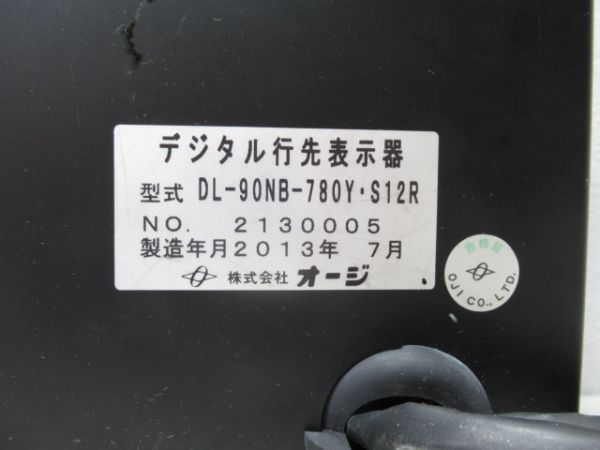 デジタル行先表示器
型式 DL-90NB-780Y・S12R
NO. 2130005
製造年月2013年 7月
株式会社 オージ
合格証
OJI CO., LTD.